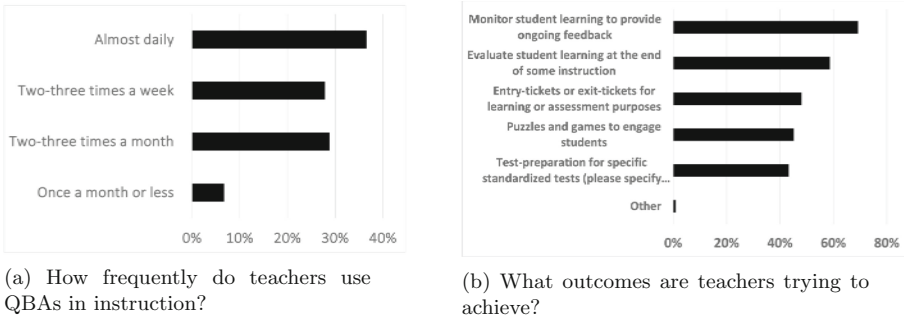 Almost daily
Two-three times a week
Two-three times a month
Once a month or less
0% 10% 20% 30% 40%
(a) How frequently do teachers use
QBAs in instruction?
Monitor student learning to provide
ongoing feedback
Evaluate student learning at the end
of some instruction
Entry-tickets or exit-tickets for
learning or assessment purposes
Puzzles and games to engage
students
Test-preparation for specific
standardized tests (please specify...
Other
0% 20% 40% 60% 80%
(b) What outcomes are teachers trying to
achieve?